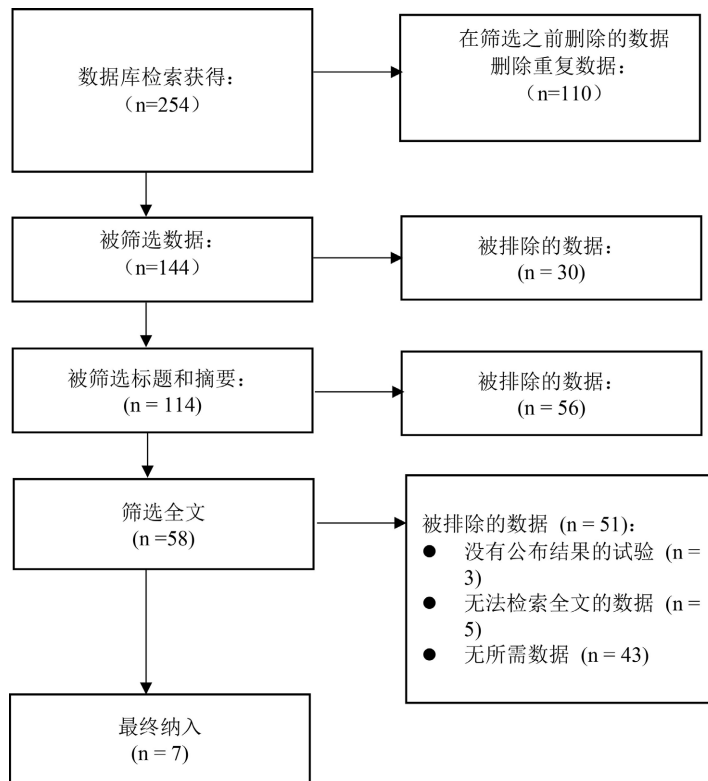 数据库检索获得：
（n=254）
在筛选之前删除的数据
删除重复数据：
（n=110）
被筛选数据：
（n=144）
被排除的数据：
(n = 30)
被筛选标题和摘要：
(n = 114)
被排除的数据：
(n = 56)
筛选全文
(n =58)
被排除的数据 (n = 51)：
● 没有公布结果的试验 (n =
3)
● 无法检索全文的数据 (n =
5)
● 无所需数据 (n = 43)
最终纳入
(n = 7)